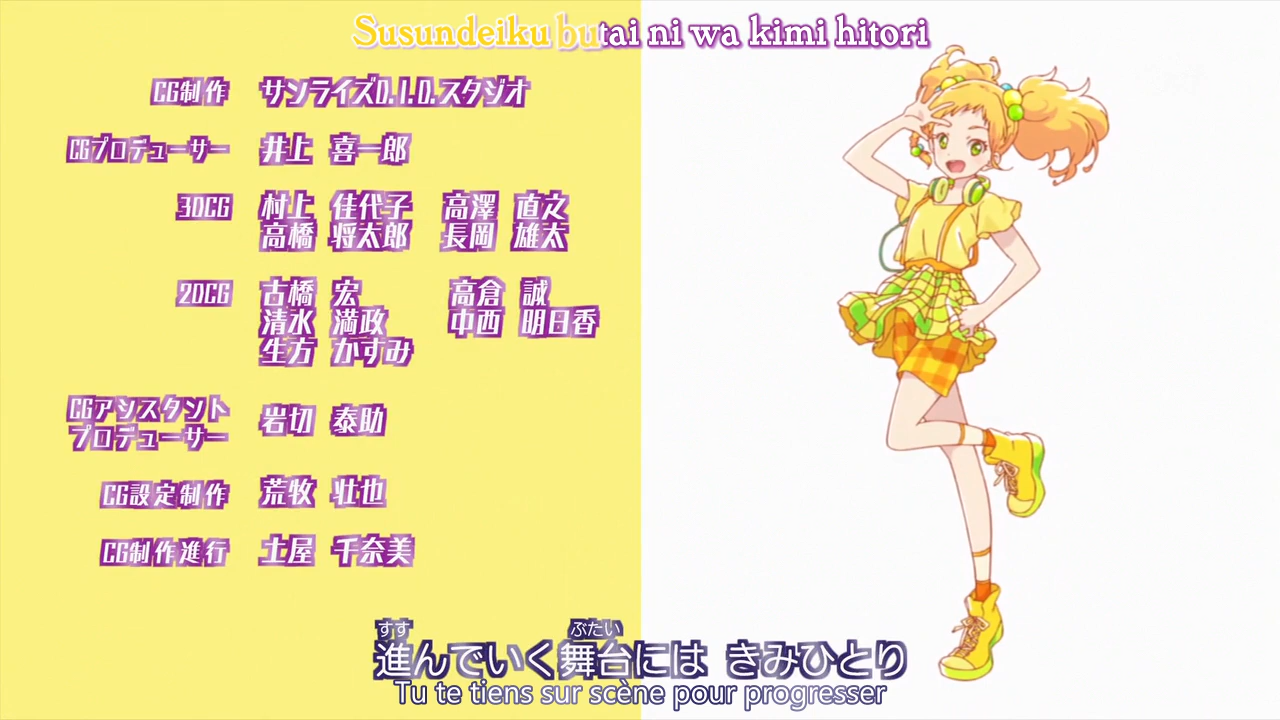 Susundeiku butai ni wa kimi hitori
CG制作 サンライズD.I.D.スタジオ
CGプロデューサー 井上 喜一郎
3DCG 村上 佳代子 高澤 直之
高橋 将太郎 長岡 雄太
2DCG 古橋 宏 高倉 誠
清水 満政 中西 明日香
生方 かすみ
CGアシスタント
プロデューサー 岩切 泰助
CG設定制作 荒牧 壮也
CG制作進行 土屋 千奈美
すす ぶたい
進んでいく舞台には きみひとり
Tu te tiens sur scène pour progresser